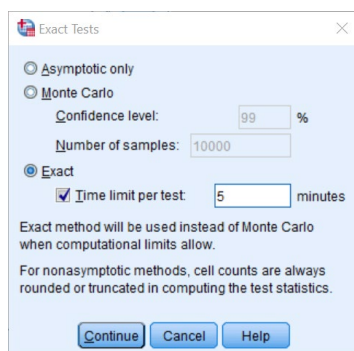 Exact Tests
Asymptotic only
Monte Carlo
Confidence level: 99 %
Number of samples: 10000
Exact
Time limit per test: 5 minutes
Exact method will be used instead of Monte Carlo
when computational limits allow.
For nonasymptotic methods, cell counts are always
rounded or truncated in computing the test statistics.
Continue Cancel Help